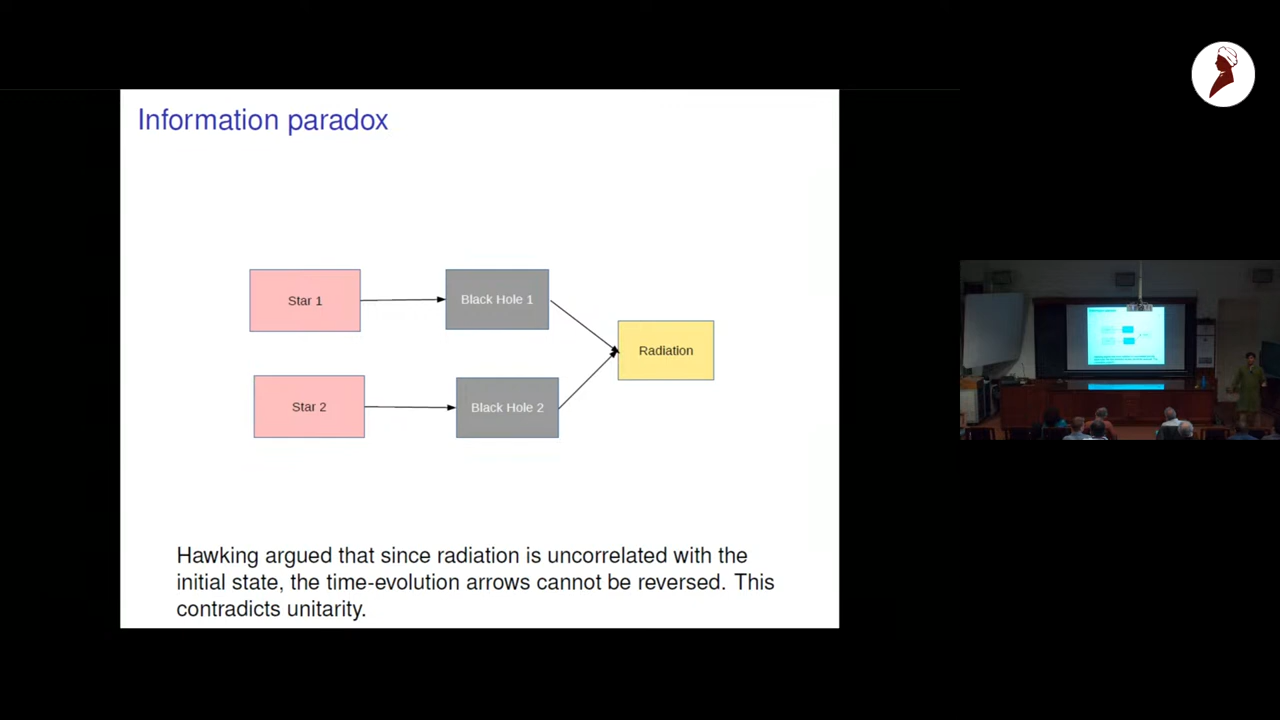 Information paradox
Star 1
Black Hole 1
Radiation
Star 2
Black Hole 2
Hawking argued that since radiation is uncorrelated with the
initial state, the time-evolution arrows cannot be reversed. This
contradicts unitarity.